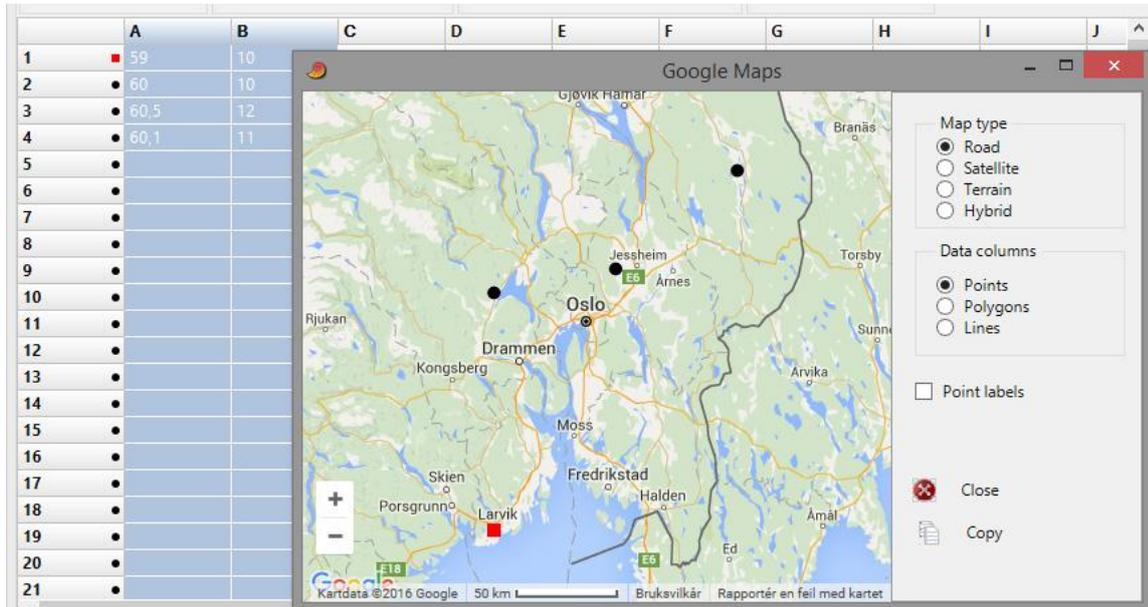 A B C D E F G H I J
1 59 10
2 60 10
3 60,5 12
4 60,1 11
5
6
7
8
9
10
11
12
13
14
15
16
17
18
19
20
21
Google Maps
Gjøvik Hamar
Branäs
Jessheim
Torsby
E6
Årnes
Oslo
Rjukan
Sunne
Drammen
Kongsberg
Arvika
Moss
Skien
Fredrikstad
Halden
Porsgrunn
Larvik
Åmål
Ed
E6
E18
+
−
Google
Kartdata ©2016 Google 50 km Bruksvilkår Rapportér en feil med kartet
Map type
Road
Satellite
Terrain
Hybrid
Data columns
Points
Polygons
Lines
Point labels
Close
Copy